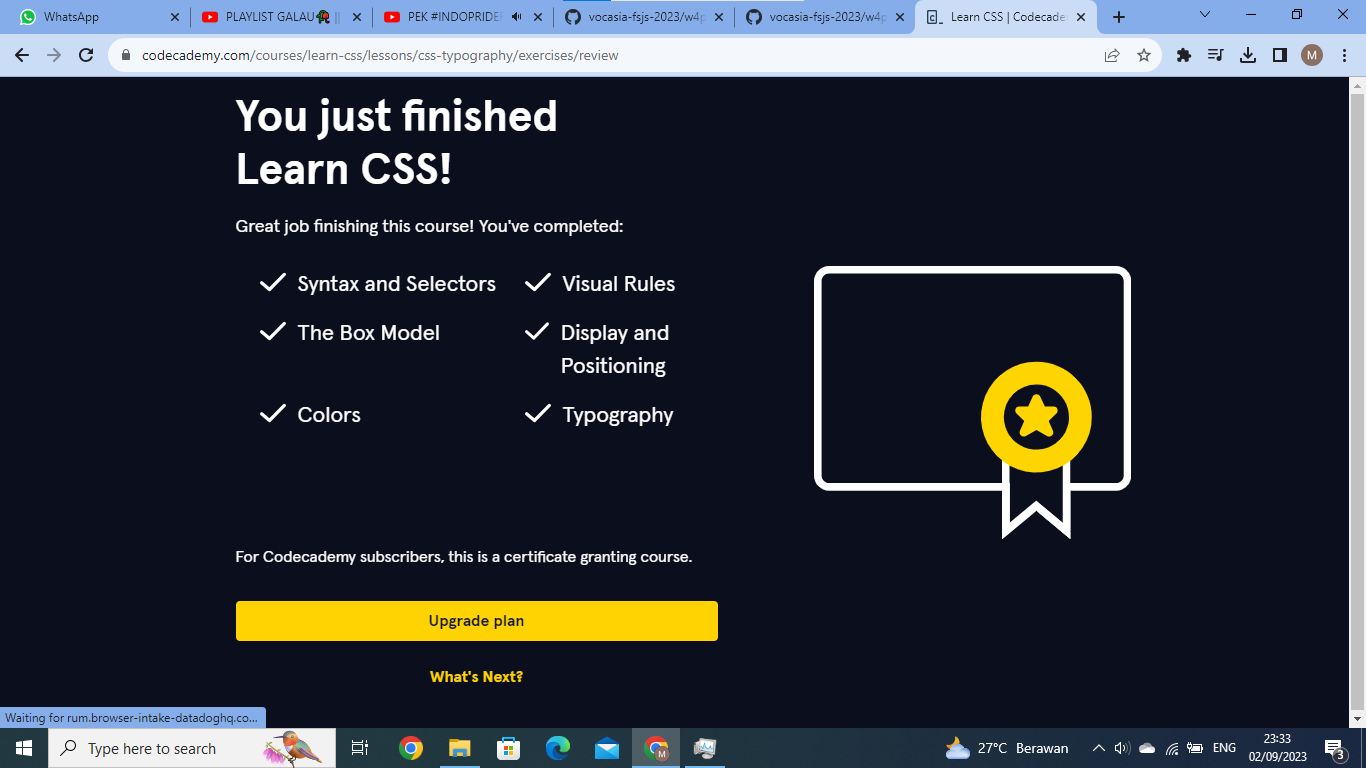 WhatsApp
PLAYLIST GALAU🥀 ||
PEK #INDOPRIDE
vocasia-fsjs-2023/w4p
vocasia-fsjs-2023/w4p
Learn CSS | Codecade
codecademy.com/courses/learn-css/lessons/css-typography/exercises/review
M
You just finished
Learn CSS!
Great job finishing this course! You've completed:
Syntax and Selectors
Visual Rules
The Box Model
Display and
Positioning
Colors
Typography
For Codecademy subscribers, this is a certificate granting course.
Upgrade plan
What's Next?
Waiting for rum.browser-intake-datadoghq.co...
Type here to search
M
27°C Berawan
ENG
23:33
02/09/2023
3